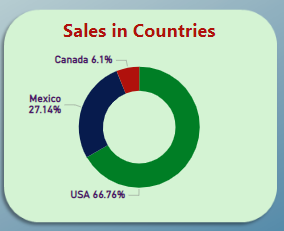 Sales in Countries
Canada 6.1%
Mexico
27.14%
USA 66.76%